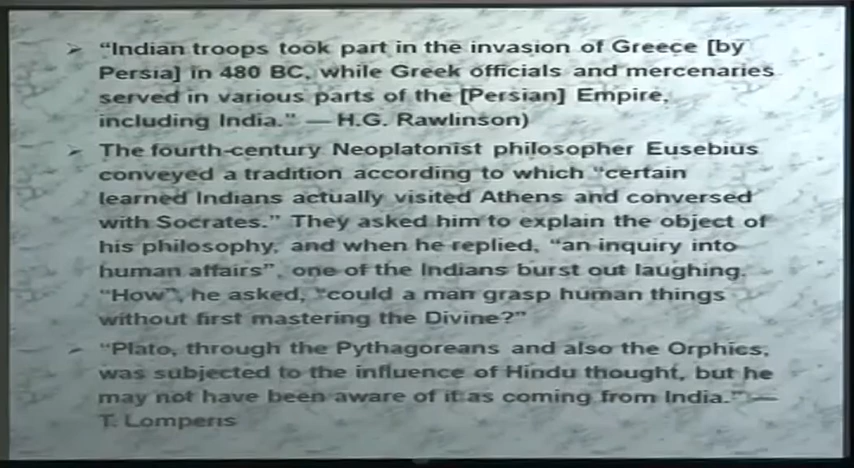 ➢ “Indian troops took part in the invasion of Greece [by
Persia] in 480 BC, while Greek officials and mercenaries
served in various parts of the [Persian] Empire,
including India.” — H.G. Rawlinson)
➢ The fourth-century Neoplatonist philosopher Eusebius
conveyed a tradition according to which “certain
learned Indians actually visited Athens and conversed
with Socrates.” They asked him to explain the object of
his philosophy, and when he replied, “an inquiry into
human affairs”, one of the Indians burst out laughing.
“How”, he asked, “could a man grasp human things
without first mastering the Divine?”
➢ “Plato, through the Pythagoreans and also the Orphics,
was subjected to the influence of Hindu thought, but he
may not have been aware of it as coming from India.” —
T. Lomperis